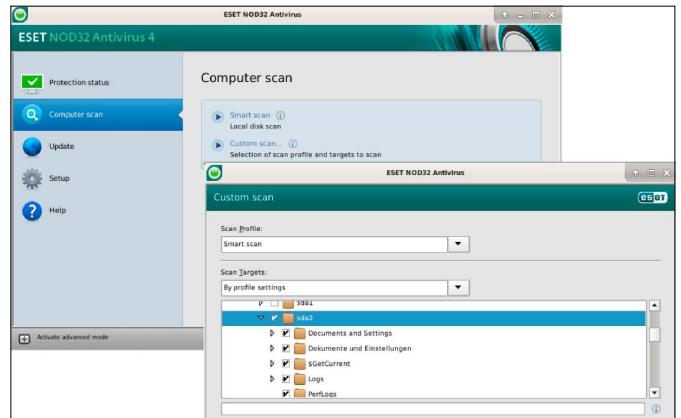 ESET NOD32 Antivirus
ESET NOD32 Antivirus 4
Protection status
Computer scan
Update
Setup
Help
Activate advanced mode
Computer scan
Smart scan
Local disk scan
Custom scan...
Selection of scan profile and targets to scan
ESET NOD32 Antivirus
Custom scan
eset
Scan Profile:
Smart scan
Scan Targets:
By profile settings
sda1
sda2
Documents and Settings
Dokumente und Einstellungen
$GetCurrent
Logs
PerfLogs